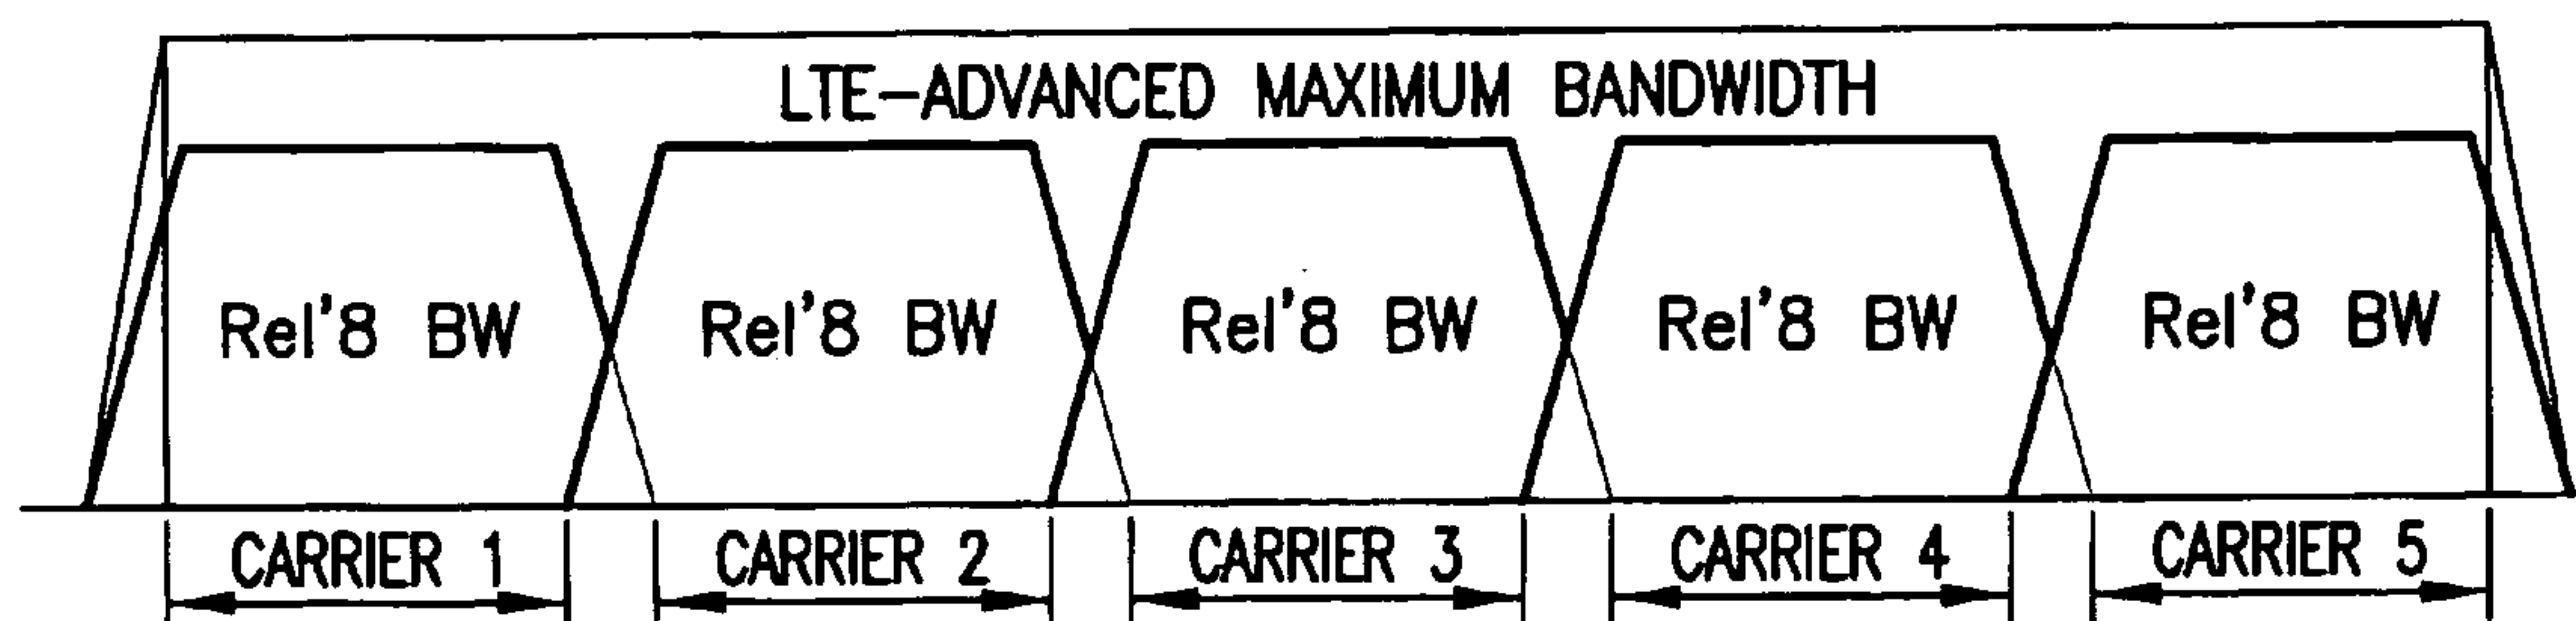 LTE-ADVANCED MAXIMUM BANDWIDTH
Rel'8 BW Rel'8 BW Rel'8 BW Rel'8 BW Rel'8 BW
CARRIER 1 CARRIER 2 CARRIER 3 CARRIER 4 CARRIER 5